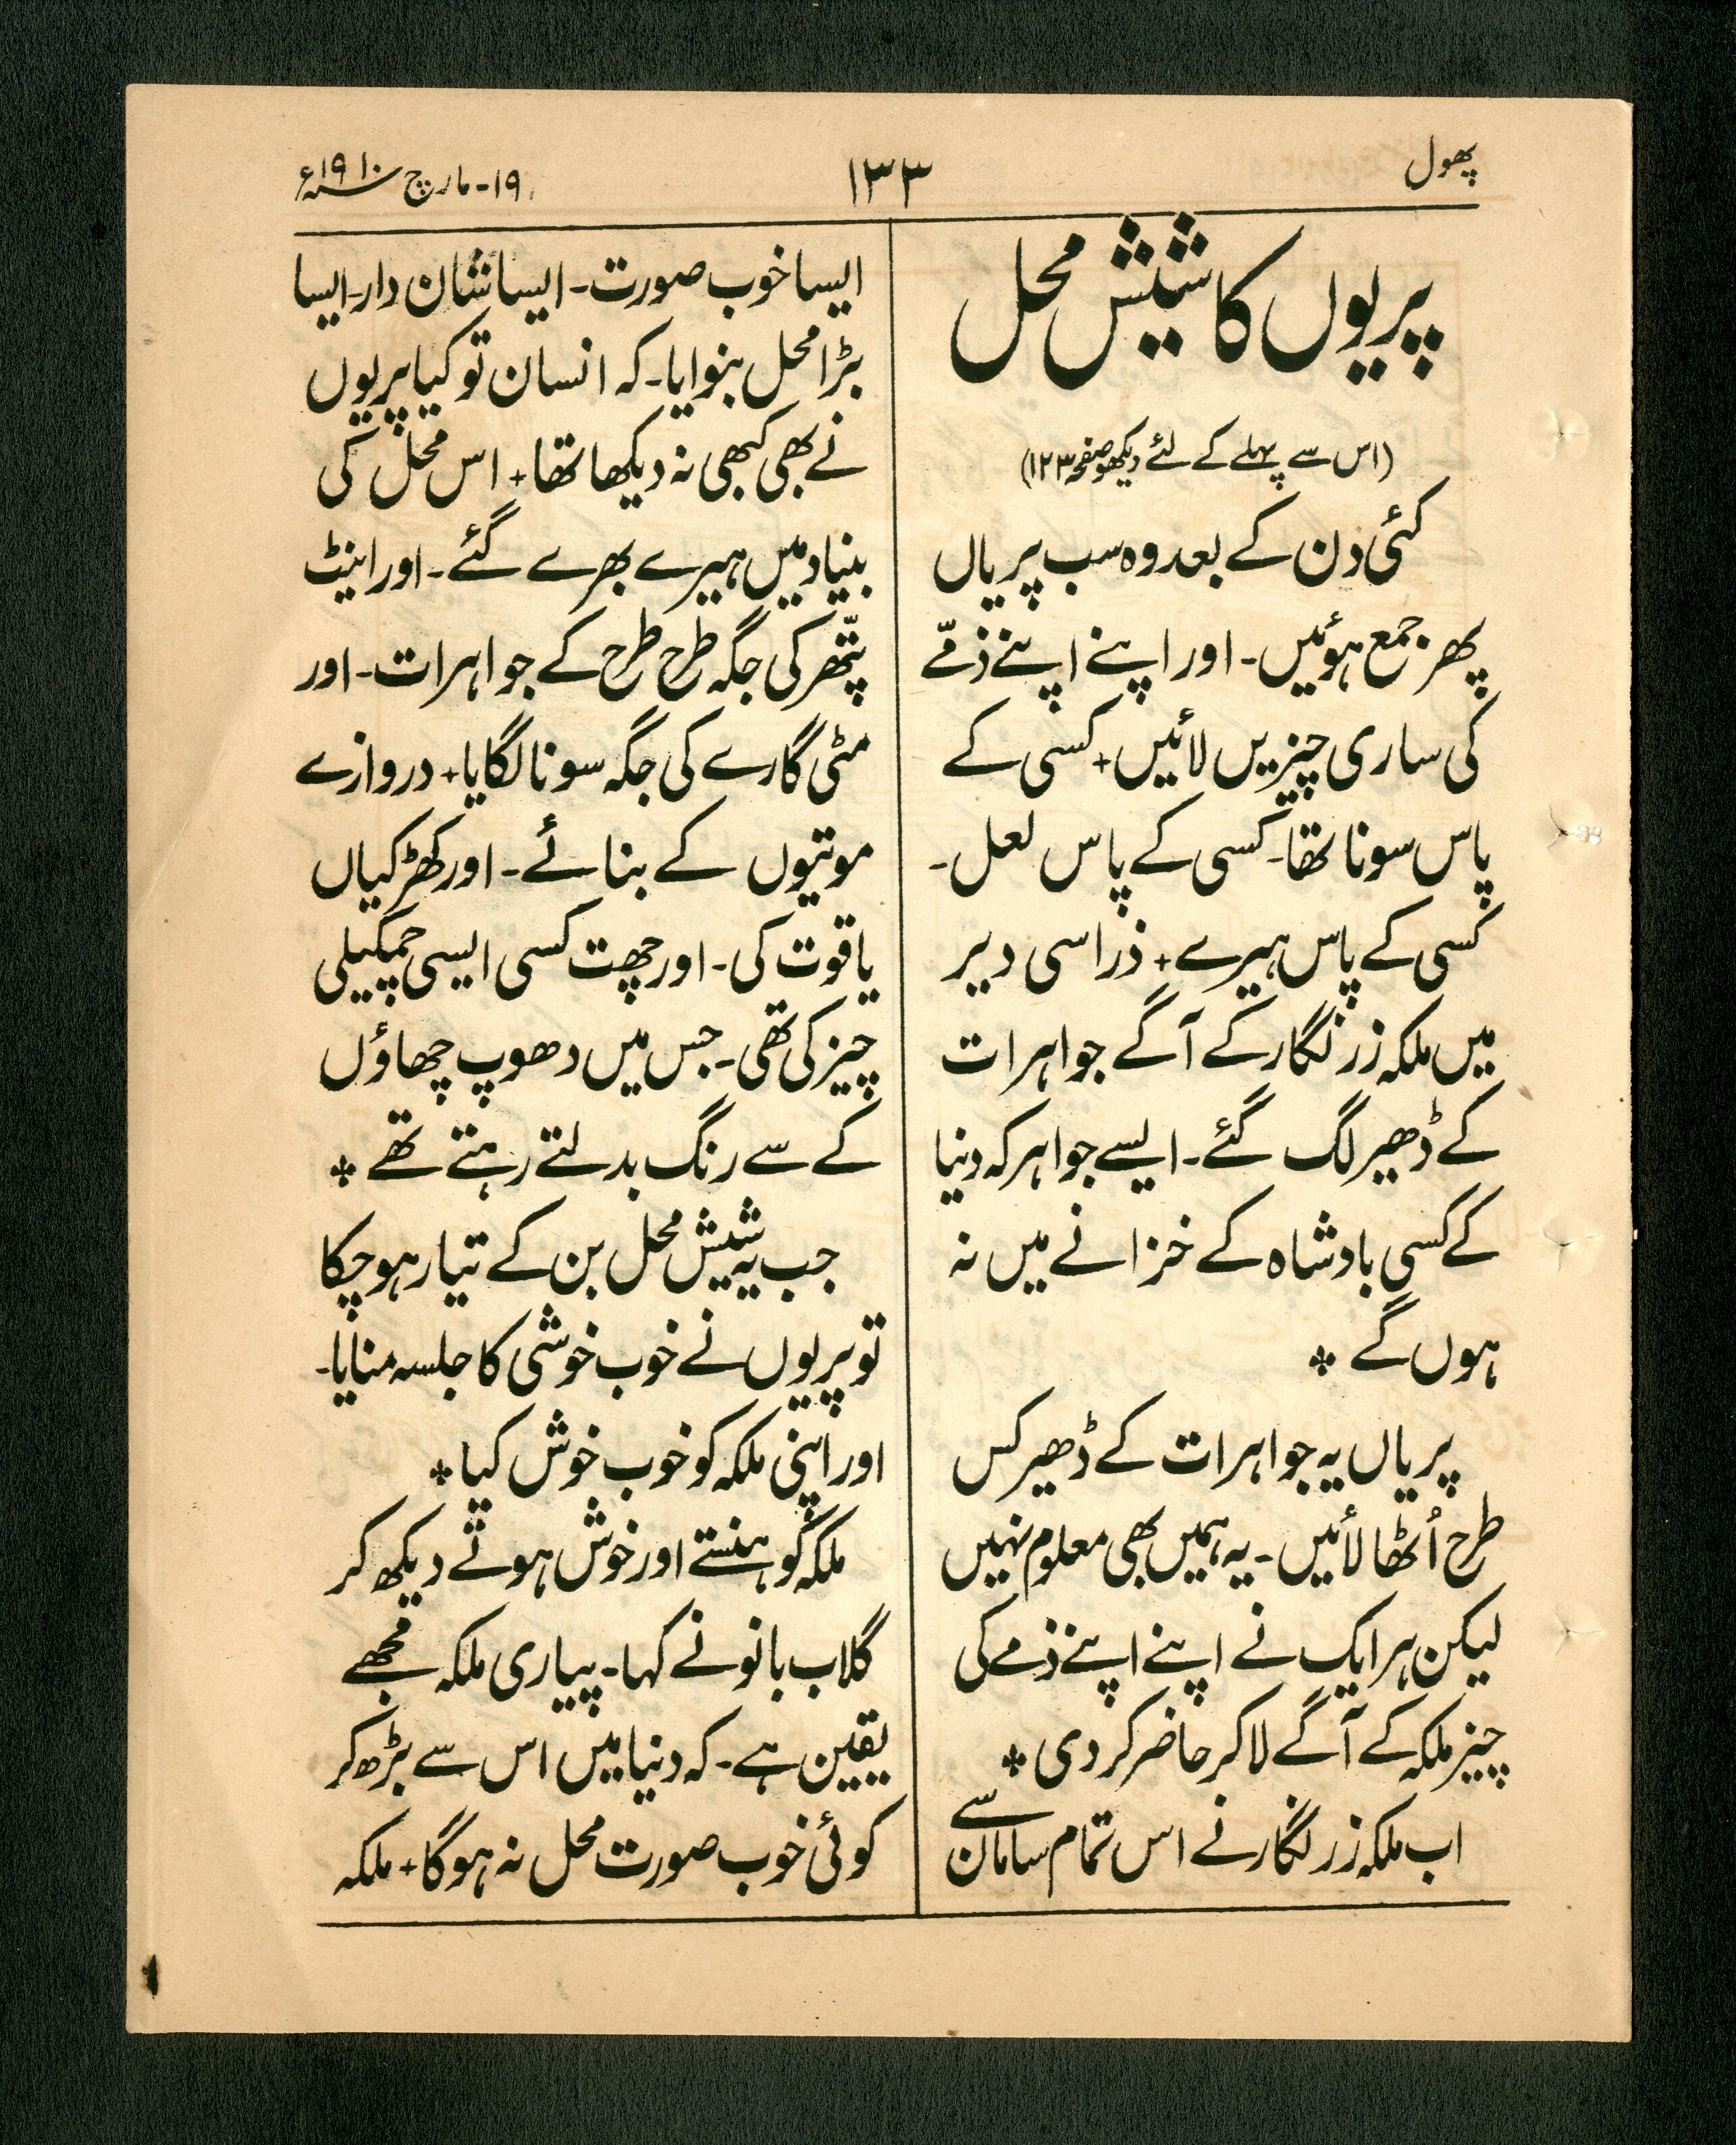 پھول
۱۳۳
۱۹-مارچ سنہ ۱۹۱۰ء
پریوں کا شیش محل
(اس سے پہلے کے لئے دیکھو صفحہ ۱۲۳)
کئی دن کے بعد وہ سب پریاں
پھر جمع ہوئیں۔ اور اپنے اپنے ذمّے
کی ساری چیزیں لائیں+ کسی کے
پاس سونا تھا۔ کسی کے پاس لعل۔
کسی کے پاس ہیرے+ ذرا سی دیر
میں ملکہ زرنگار کے آگے جواہرات
کے ڈھیر لگ گئے۔ ایسے جواہر کہ دنیا
کے کسی بادشاہ کے خزانے میں نہ
ہوں گے ❖
پریاں یہ جواہرات کے ڈھیر کس
طرح اُٹھا لائیں۔ یہ ہمیں بھی معلوم نہیں
لیکن ہر ایک نے اپنے اپنے ذمے کی
چیز ملکہ کے آگے لا کر حاضر کر دی ❖
اب ملکہ زرنگار نے اس تمام سامان سے
ایسا خوب صورت۔ ایسا شان دار۔ ایسا
بڑا محل بنوایا۔ کہ انسان تو کیا پریوں
نے بھی کبھی نہ دیکھا تھا+ اس محل کی
بنیاد میں ہیرے بھرے گئے۔ اور اینٹ
پتّھر کی جگہ طرح طرح کے جواہرات۔ اور
مٹی گارے کی جگہ سونا لگایا+ دروازے
موتیوں کے بنائے۔ اور کھڑکیاں
یاقوت کی۔ اور چھت کسی ایسی چمکیلی
چیز کی تھی۔ جس میں دھوپ چھاؤں
کے سے رنگ بدلتے رہتے تھے ❖
جب یہ شیش محل بن کے تیار ہو چکا
تو پریوں نے خوب خوشی کا جلسہ منایا۔
اور اپنی ملکہ کو خوب خوش کیا ❖
ملکہ کو ہنستے اور خوش ہوتے دیکھ کر
گلاب بانو نے کہا۔ پیاری ملکہ مجھے
یقین ہے۔ کہ دنیا میں اس سے بڑھ کر
کوئی خوب صورت محل نہ ہوگا+ ملکہ